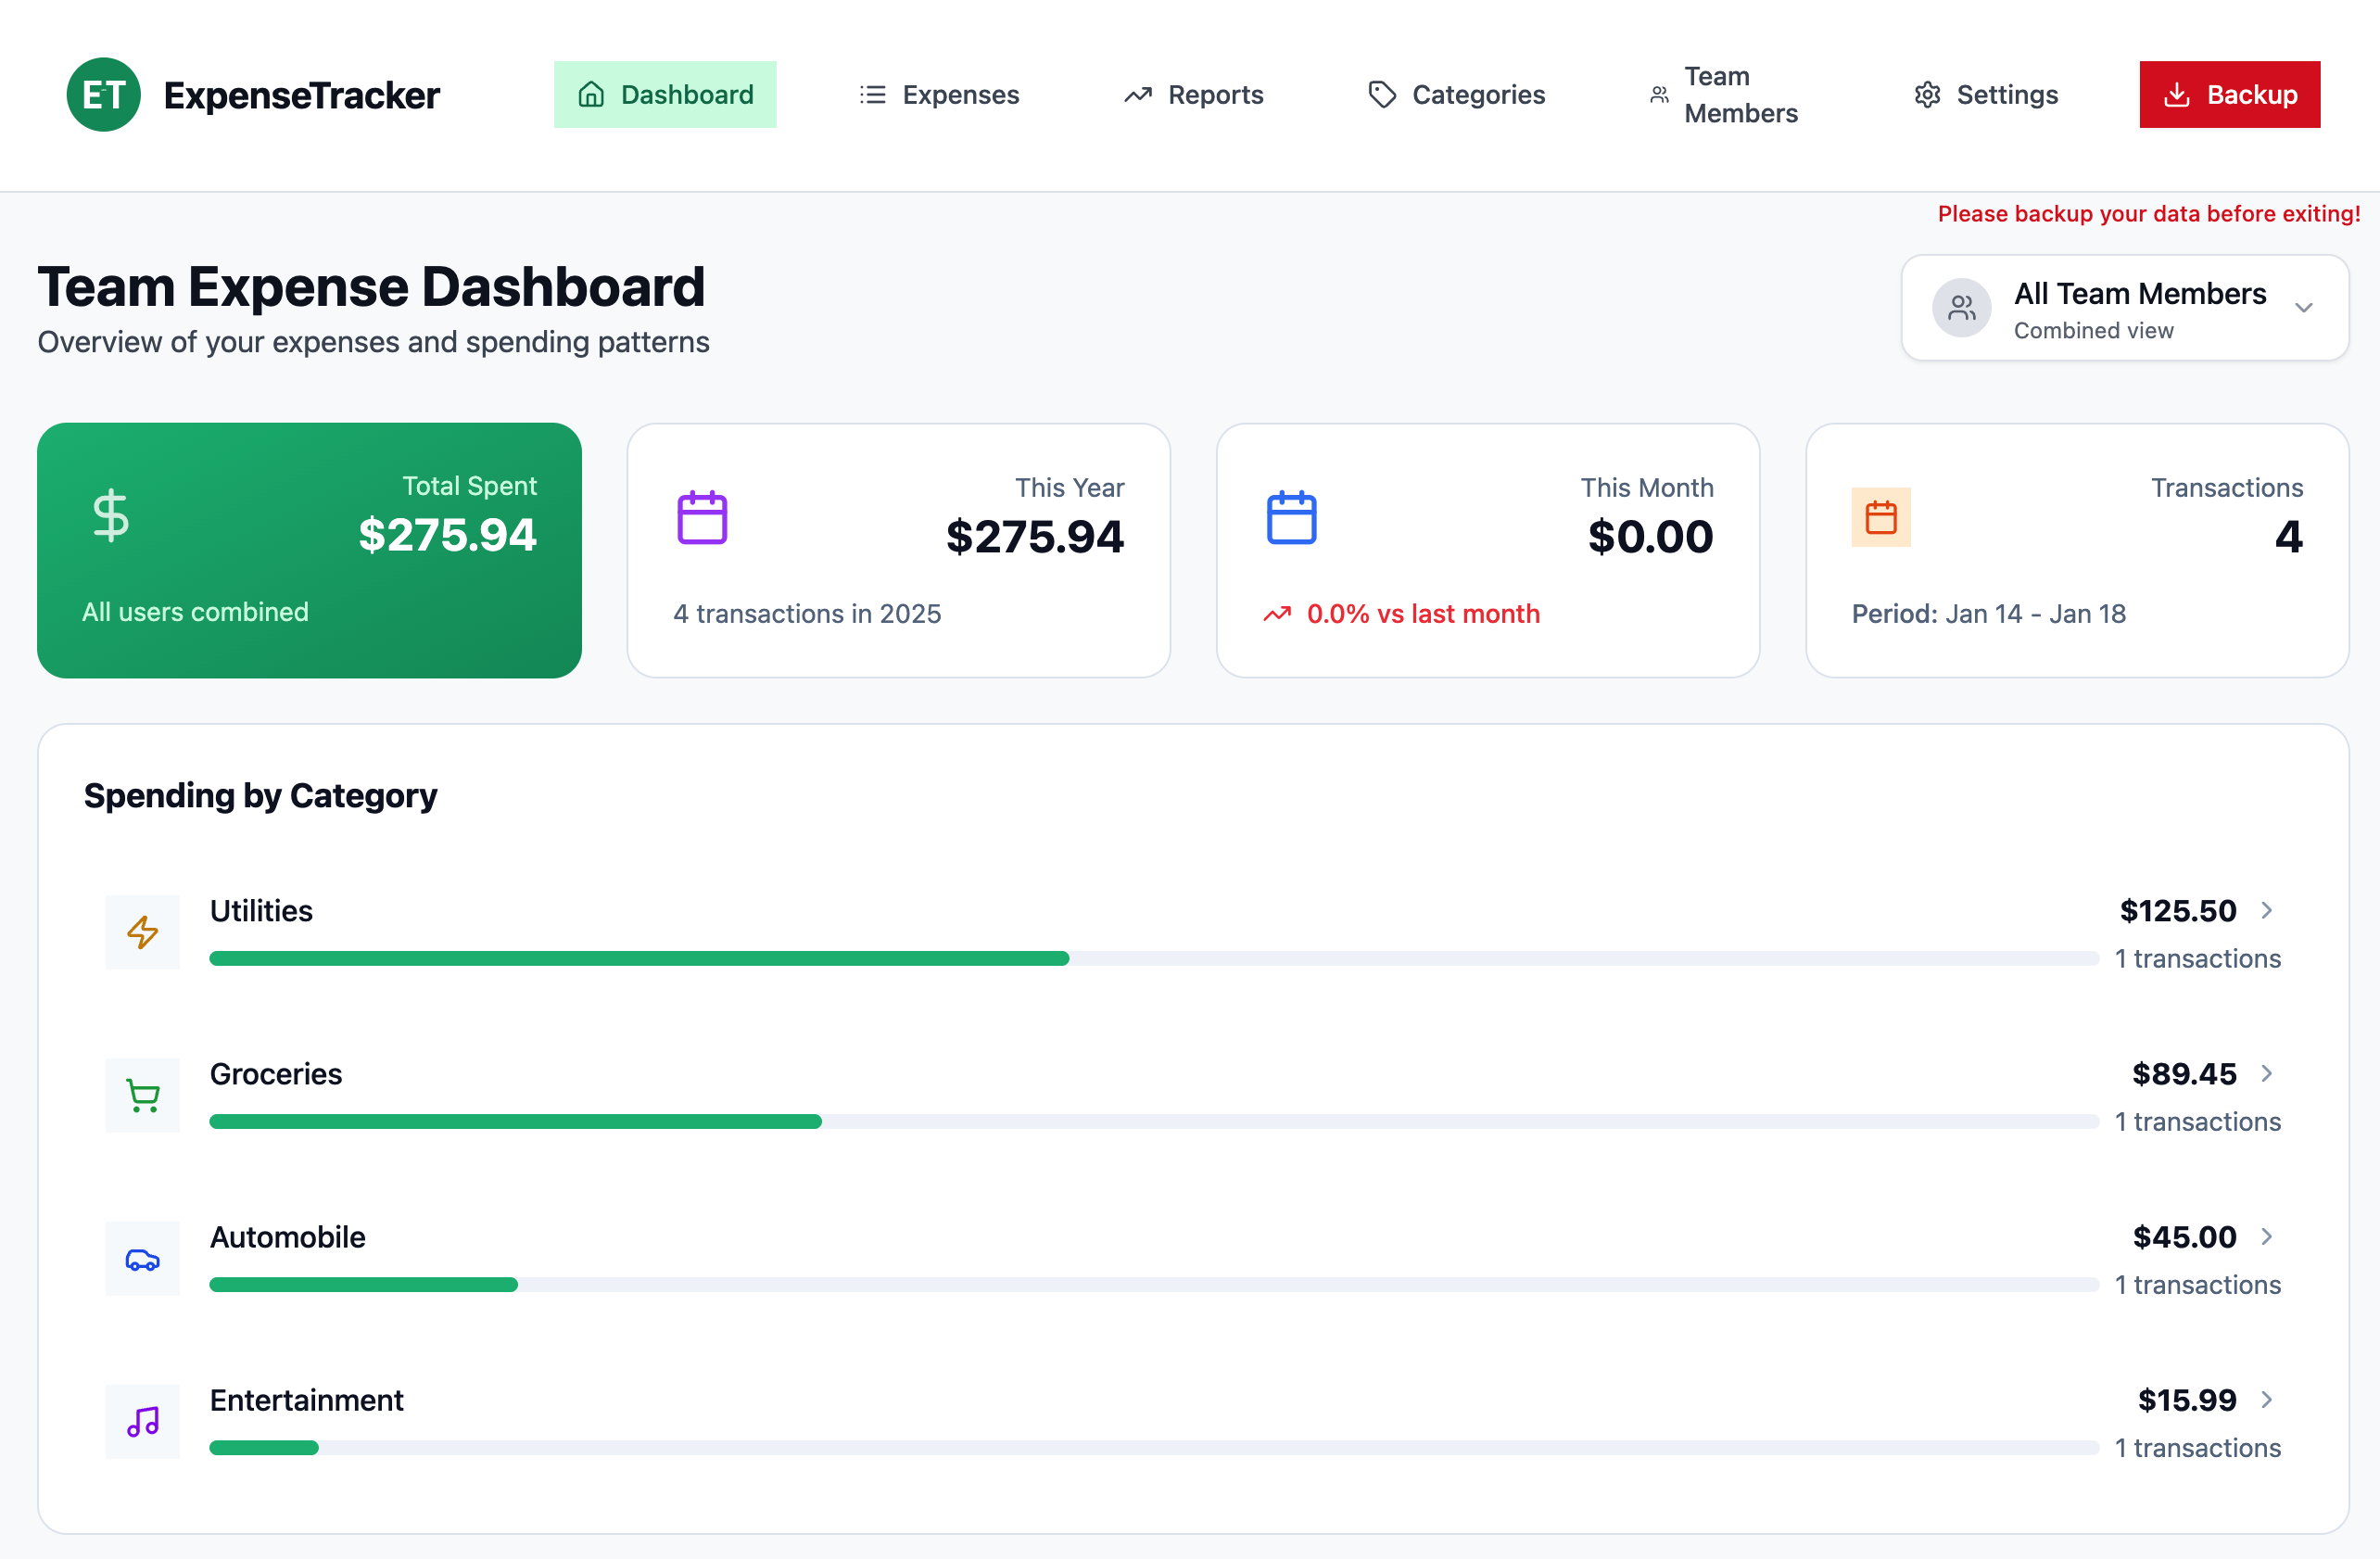 ET
ExpenseTracker
Dashboard
Expenses
Reports
Categories
Team
Members
Settings
Backup
Please backup your data before exiting!
Team Expense Dashboard
Overview of your expenses and spending patterns
All Team Members
Combined view
Total Spent
$275.94
All users combined
This Year
$275.94
4 transactions in 2025
This Month
$0.00
0.0% vs last month
Transactions
4
Period: Jan 14 - Jan 18
Spending by Category
Utilities
$125.50
1 transactions
Groceries
$89.45
1 transactions
Automobile
$45.00
1 transactions
Entertainment
$15.99
1 transactions